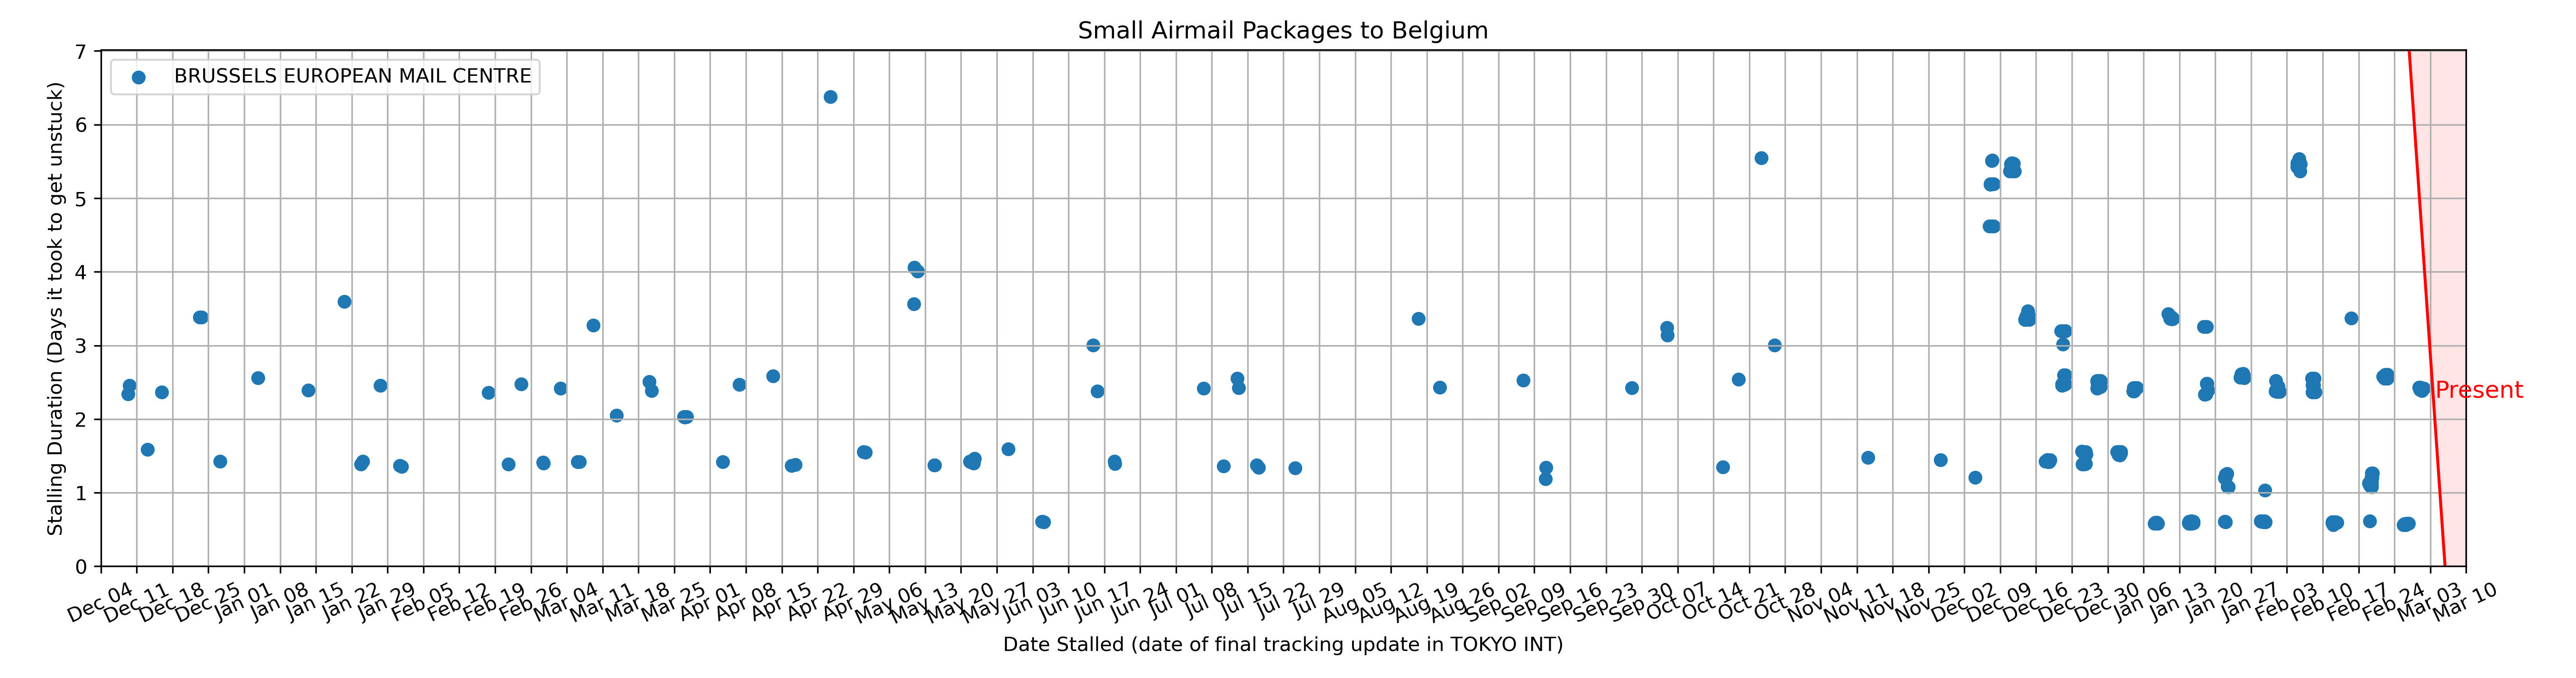 Small Airmail Packages to Belgium
BRUSSELS EUROPEAN MAIL CENTRE
Stalling Duration (Days it took to get unstuck)
7
6
5
4
3
2
1
0
Present
Dec 04 Dec 11 Dec 18 Dec 25 Jan 01 Jan 08 Jan 15 Jan 22 Jan 29 Feb 05 Feb 12 Feb 19 Feb 26 Mar 04 Mar 11 Mar 18 Mar 25 Apr 01 Apr 08 Apr 15 Apr 22 Apr 29 May 06 May 13 May 20 May 27 Jun 03 Jun 10 Jun 17 Jun 24 Jul 01 Jul 08 Jul 15 Jul 22 Jul 29 Aug 05 Aug 12 Aug 19 Aug 26 Sep 02 Sep 09 Sep 16 Sep 23 Sep 30 Oct 07 Oct 14 Oct 21 Oct 28 Nov 04 Nov 11 Nov 18 Nov 25 Dec 02 Dec 09 Dec 16 Dec 23 Dec 30 Jan 06 Jan 13 Jan 20 Jan 27 Feb 03 Feb 10 Feb 17 Feb 24 Mar 03 Mar 10
Date Stalled (date of final tracking update in TOKYO INT)